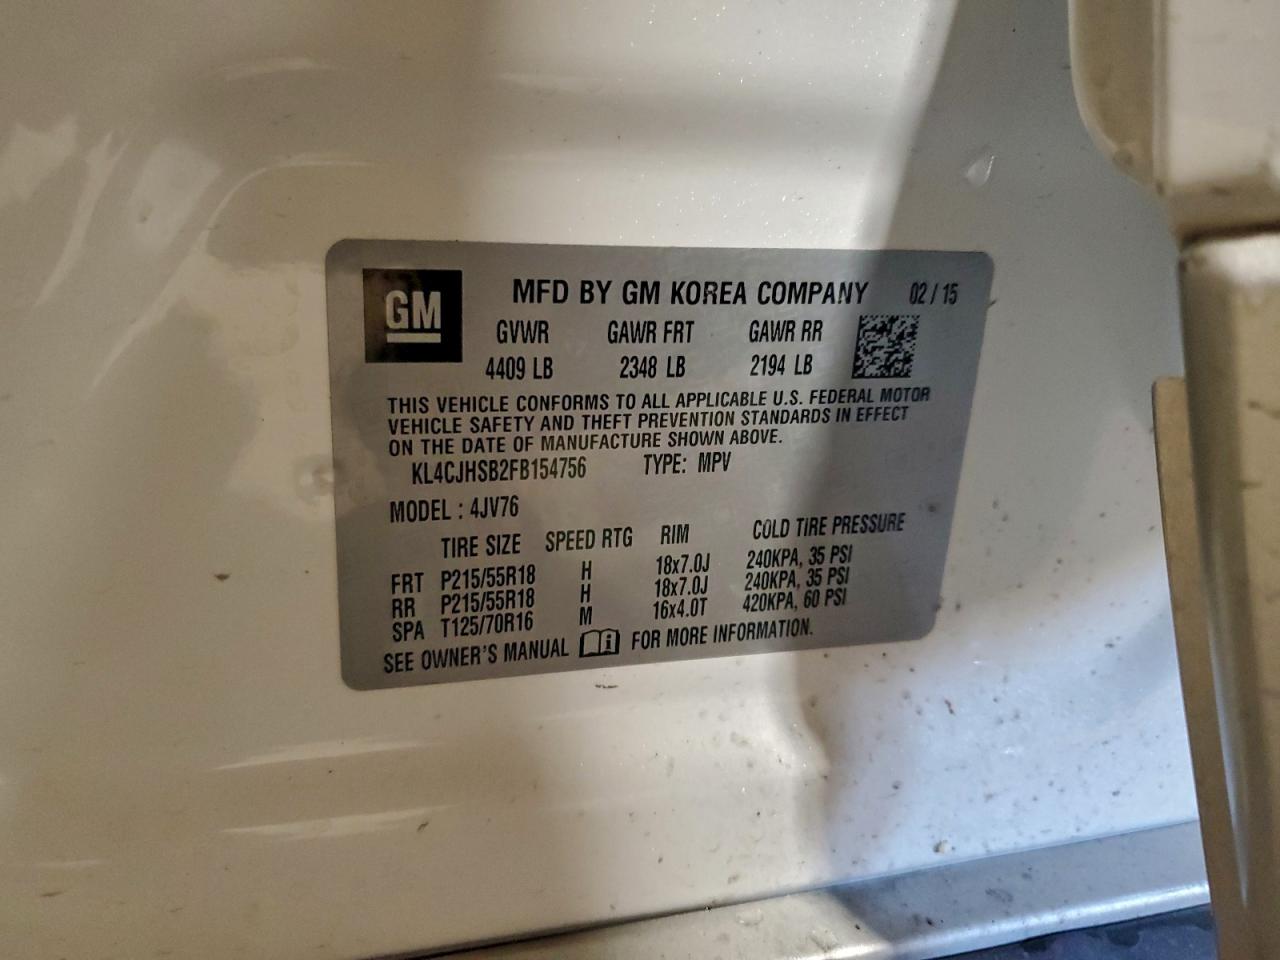 GM
MFD BY GM KOREA COMPANY 02 / 15
GVWR GAWR FRT GAWR RR
4409 LB 2348 LB 2194 LB
THIS VEHICLE CONFORMS TO ALL APPLICABLE U.S. FEDERAL MOTOR
VEHICLE SAFETY AND THEFT PREVENTION STANDARDS IN EFFECT
ON THE DATE OF MANUFACTURE SHOWN ABOVE.
KL4CJHSB2FB154756 TYPE: MPV
MODEL : 4JV76
TIRE SIZE SPEED RTG RIM COLD TIRE PRESSURE
FRT P215/55R18 H 18x7.0J 240KPA, 35 PSI
RR P215/55R18 H 18x7.0J 240KPA, 35 PSI
SPA T125/70R16 M 16x4.0T 420KPA, 60 PSI
SEE OWNER'S MANUAL i FOR MORE INFORMATION.